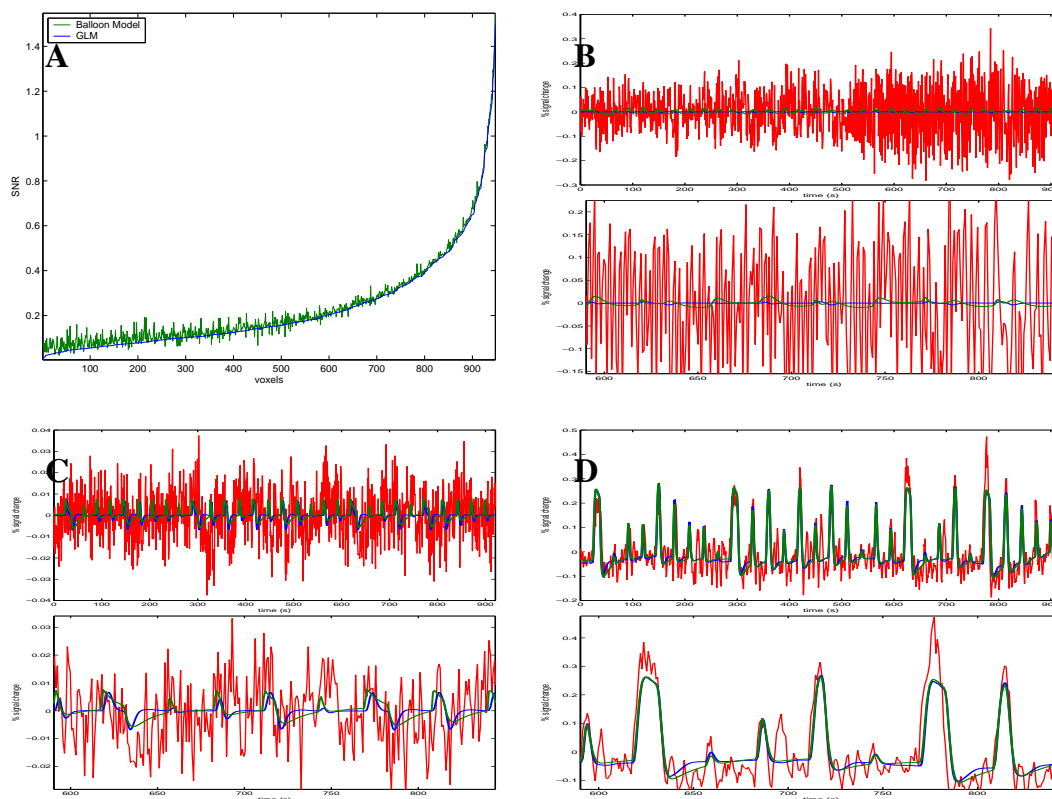 Balloon Model
GLM
A
1.4
1.2
1
0.8
0.6
0.4
0.2
SNR
100 200 300 400 500 600 700 800 900
voxels
B
0.4
0.3
0.2
0.1
0
−0.1
−0.2
0.3
% signal change
0 100 200 300 400 500 600 700 800 900
time (s)
0.2
0.15
0.1
0.05
0
−0.05
−0.1
−0.15
% signal change
600 650 700 750 800
time (s)
C
0.04
0.03
0.02
0.01
0
−0.01
−0.02
−0.03
−0.04
% signal change
0 100 200 300 400 500 600 700 800 900
time (s)
0.03
0.02
0.01
0
−0.01
−0.02
% signal change
600 650 700 750 800
time (s)
D
0.5
0.4
0.3
0.2
0.1
0
−0.1
−0.2
% signal change
0 100 200 300 400 500 600 700 800 900
time (s)
0.4
0.3
0.2
0.1
0
−0.1
% signal change
600 650 700 750 800
time (s)